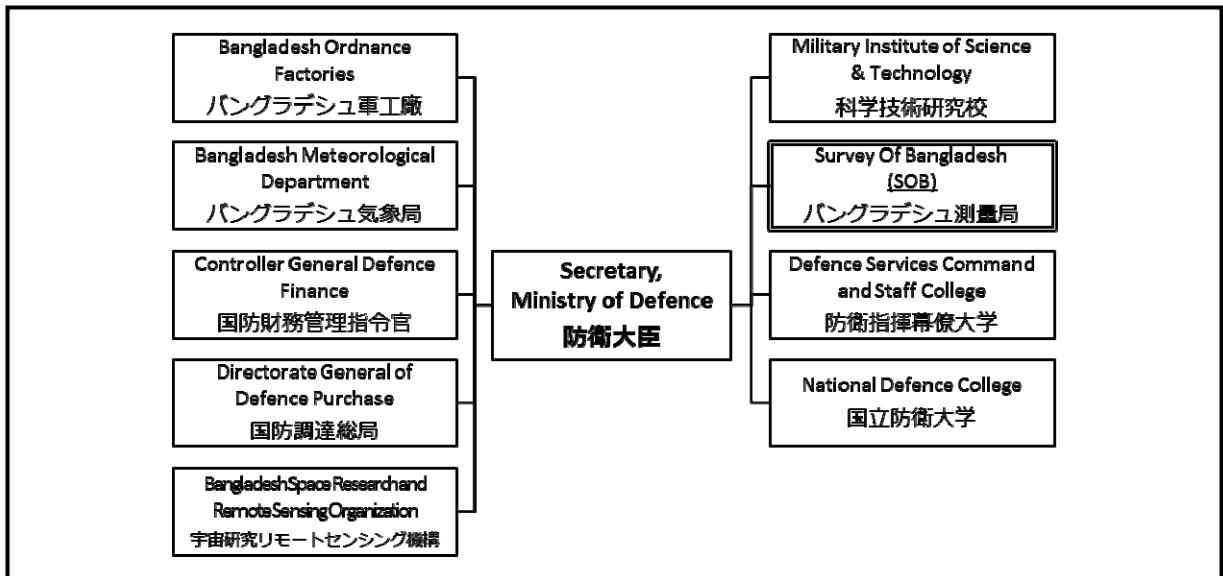 Bangladesh Ordnance
Factories
バングラデシュ軍工廠
Bangladesh Meteorological
Department
バングラデシュ気象局
Controller General Defence
Finance
国防財務管理指令官
Directorate General of
Defence Purchase
国防調達総局
Bangladesh Space Research and
Remote Sensing Organization
宇宙研究リモートセンシング機構
Secretary,
Ministry of Defence
防衛大臣
Military Institute of Science
& Technology
科学技術研究校
Survey Of Bangladesh
(SOB)
バングラデシュ測量局
Defence Services Command
and Staff College
防衛指揮幕僚大学
National Defence College
国立防衛大学